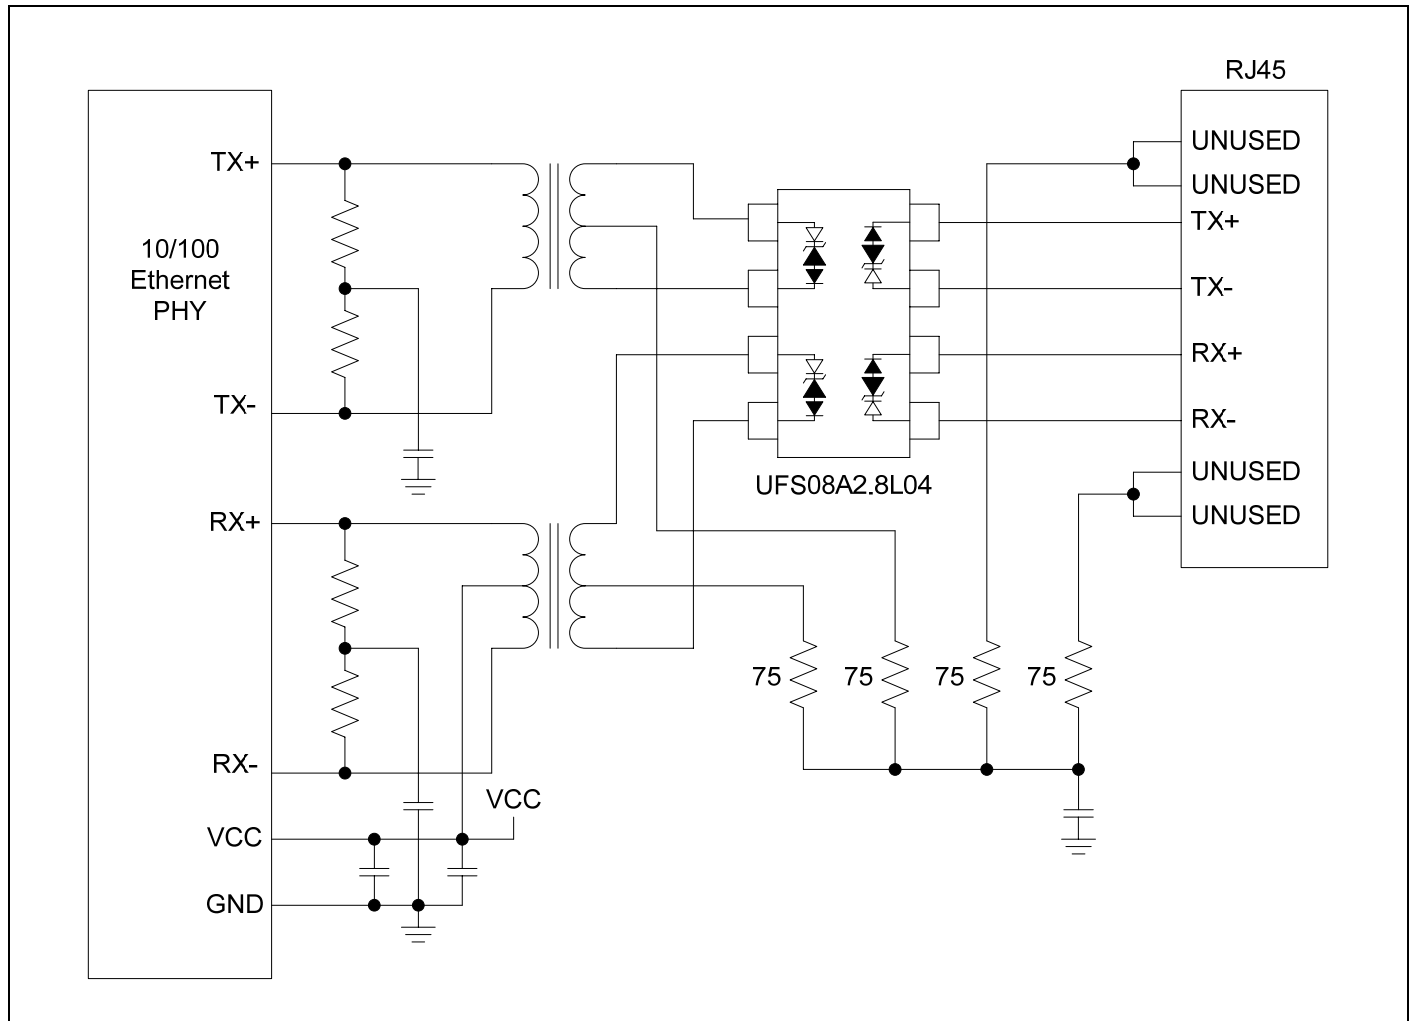 RJ45
UNUSED
UNUSED
TX+
TX-
RX+
RX-
UNUSED
UNUSED
TX+
10/100
Ethernet
PHY
TX-
RX+
RX-
VCC
GND
VCC
UFS08A2.8L04
75
75
75
75